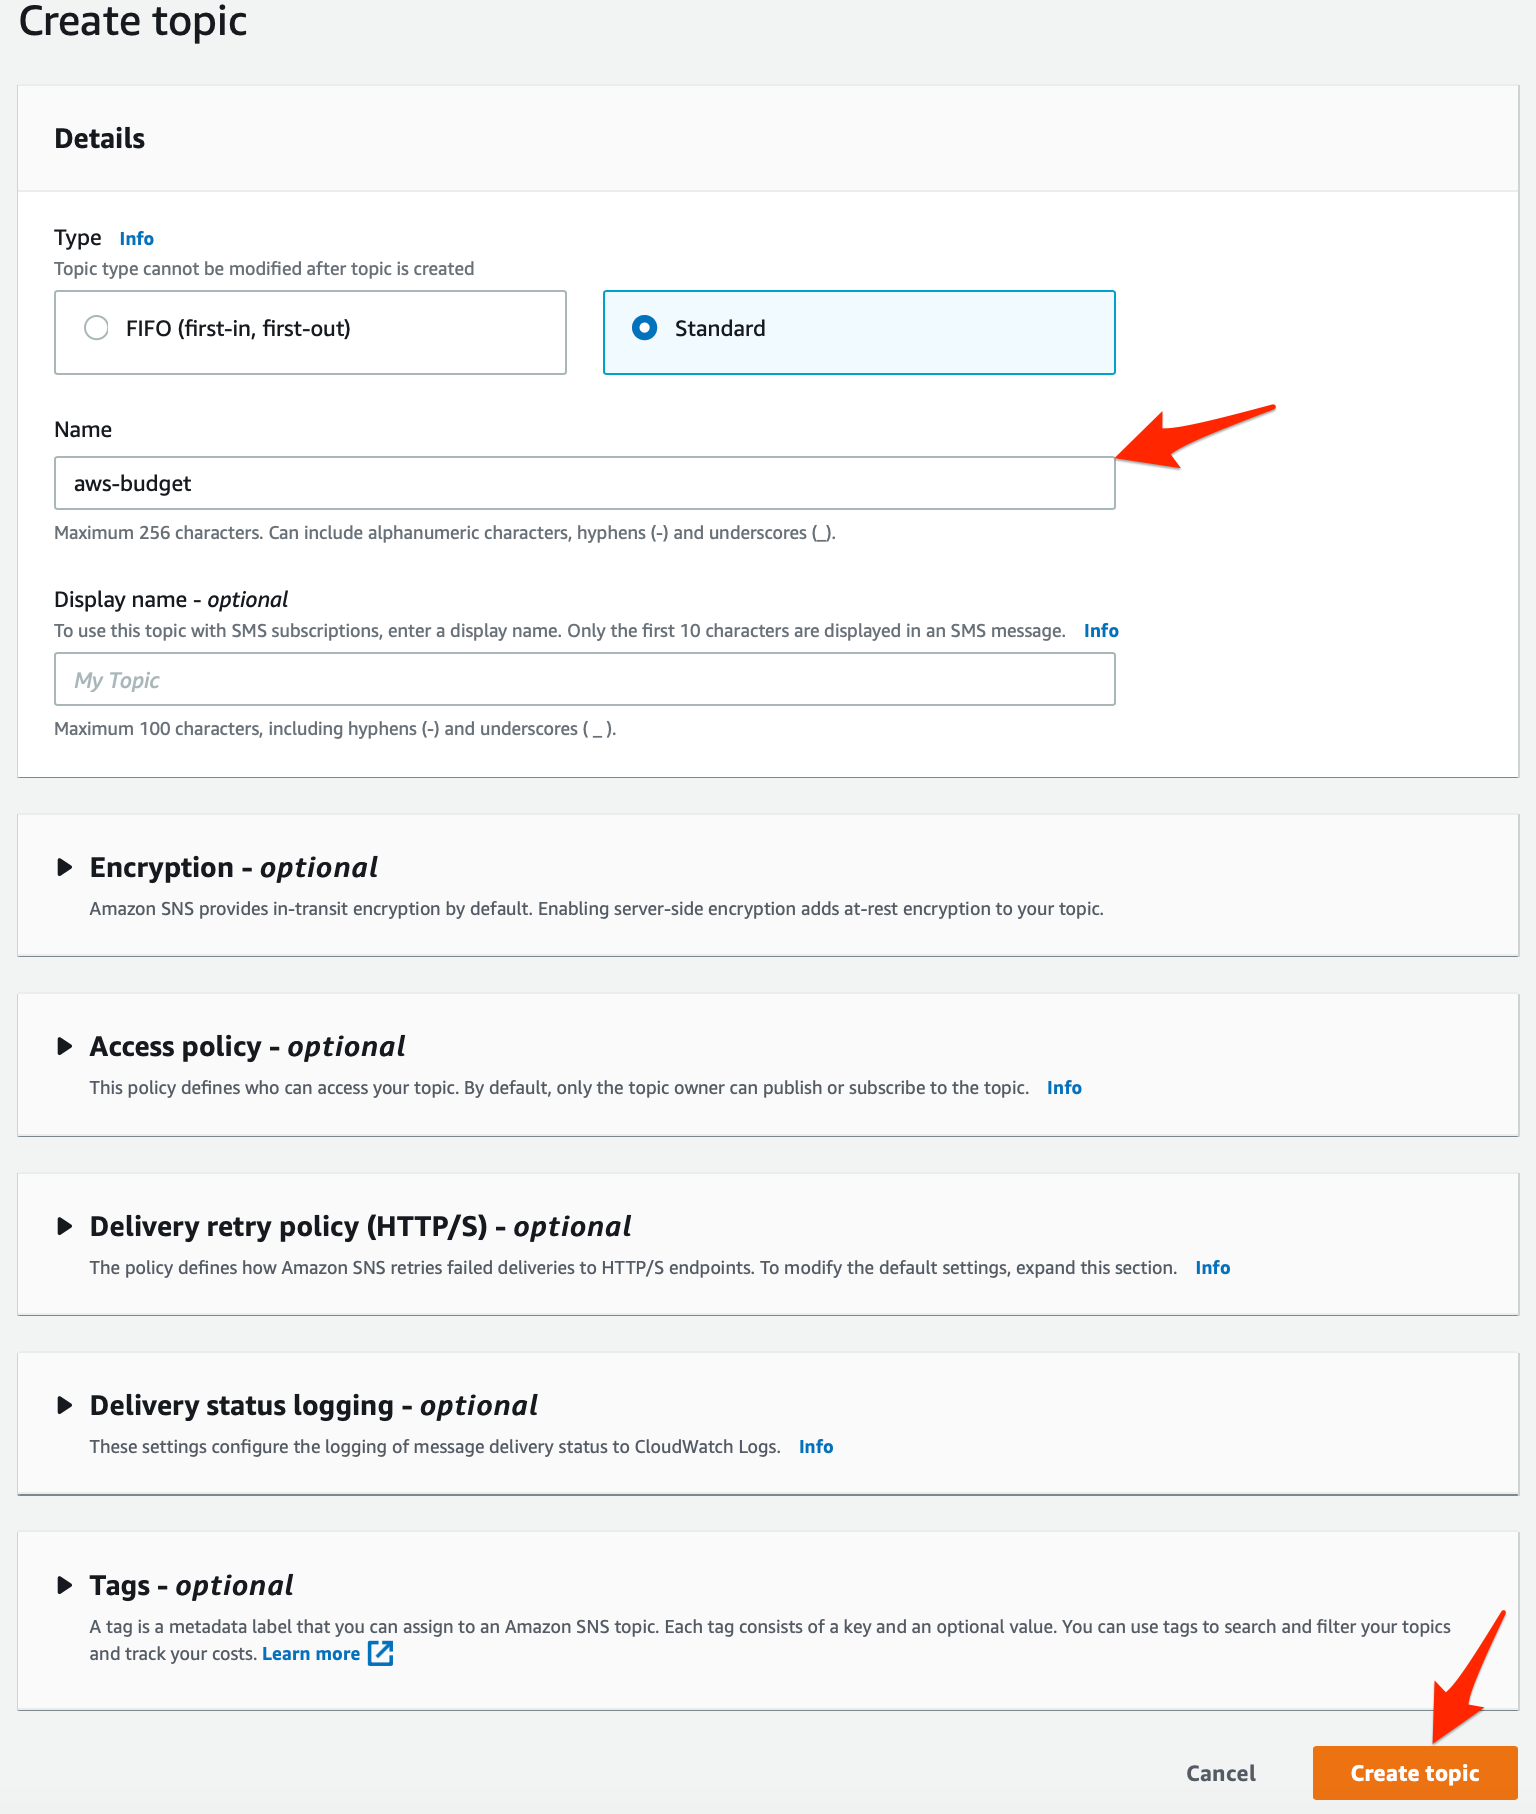 Create topic
Details
Type Info
Topic type cannot be modified after topic is created
FIFO (first-in, first-out)
Standard
Name
aws-budget
Maximum 256 characters. Can include alphanumeric characters, hyphens (-) and underscores (_).
Display name - optional
To use this topic with SMS subscriptions, enter a display name. Only the first 10 characters are displayed in an SMS message. Info
My Topic
Maximum 100 characters, including hyphens (-) and underscores ( _ ).
Encryption - optional
Amazon SNS provides in-transit encryption by default. Enabling server-side encryption adds at-rest encryption to your topic.
Access policy - optional
This policy defines who can access your topic. By default, only the topic owner can publish or subscribe to the topic. Info
Delivery retry policy (HTTP/S) - optional
The policy defines how Amazon SNS retries failed deliveries to HTTP/S endpoints. To modify the default settings, expand this section. Info
Delivery status logging - optional
These settings configure the logging of message delivery status to CloudWatch Logs. Info
Tags - optional
A tag is a metadata label that you can assign to an Amazon SNS topic. Each tag consists of a key and an optional value. You can use tags to search and filter your topics
and track your costs. Learn more
Cancel
Create topic